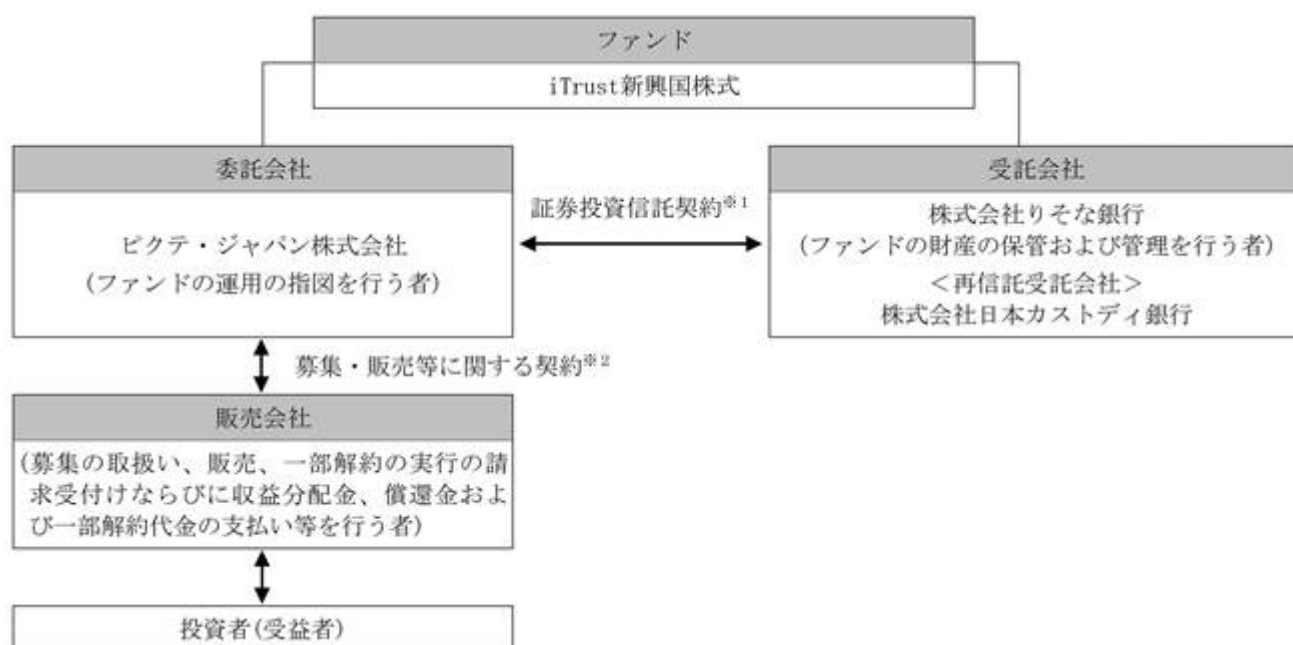 ファンド
iTrust新興国株式
委託会社
ピクテ・ジャパン株式会社
(ファンドの運用の指図を行う者)
証券投資信託契約※1
受託会社
株式会社りそな銀行
(ファンドの財産の保管および管理を行う者)
＜再信託受託会社＞
株式会社日本カストディ銀行
募集・販売等に関する契約※2
販売会社
(募集の取扱い、販売、一部解約の実行の請
求受付けならびに収益分配金、償還金およ
び一部解約代金の支払い等を行う者)
投資者(受益者)